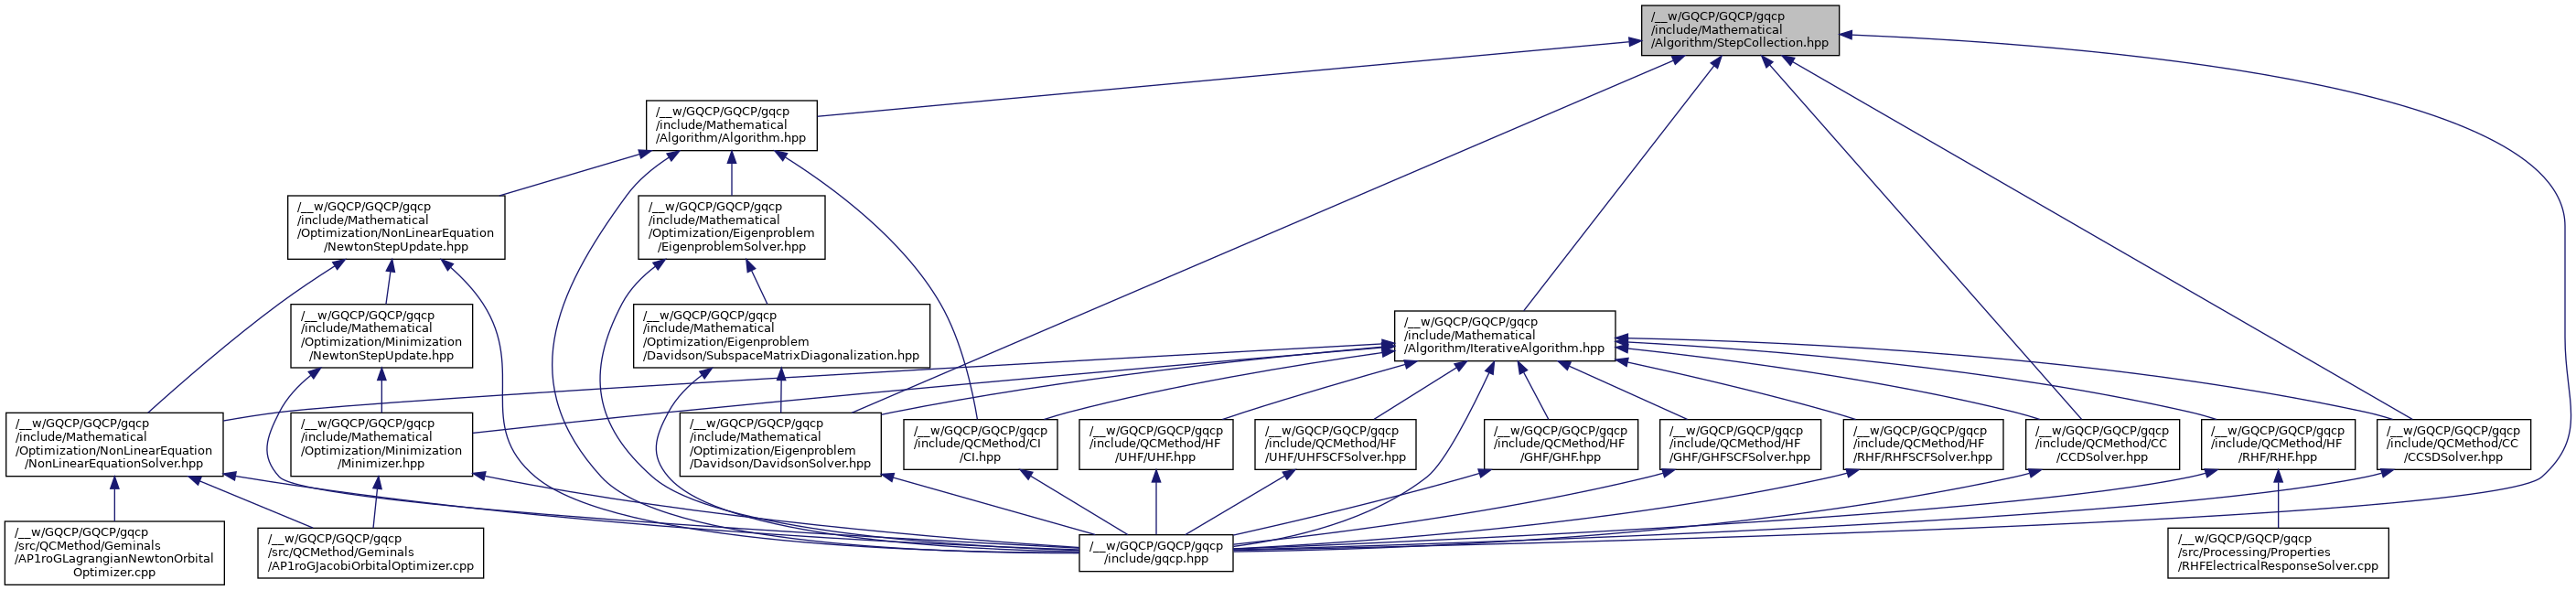 /__w/GQCP/GQCP/gqcp
/include/Mathematical
/Algorithm/StepCollection.hpp
/__w/GQCP/GQCP/gqcp
/include/Mathematical
/Algorithm/Algorithm.hpp
/__w/GQCP/GQCP/gqcp
/include/Mathematical
/Optimization/NonLinearEquation
/NewtonStepUpdate.hpp
/__w/GQCP/GQCP/gqcp
/include/Mathematical
/Optimization/Eigenproblem
/EigenproblemSolver.hpp
/__w/GQCP/GQCP/gqcp
/include/Mathematical
/Optimization/Minimization
/NewtonStepUpdate.hpp
/__w/GQCP/GQCP/gqcp
/include/Mathematical
/Optimization/Eigenproblem
/Davidson/SubspaceMatrixDiagonalization.hpp
/__w/GQCP/GQCP/gqcp
/include/Mathematical
/Algorithm/IterativeAlgorithm.hpp
/__w/GQCP/GQCP/gqcp
/include/Mathematical
/Optimization/NonLinearEquation
/NonLinearEquationSolver.hpp
/__w/GQCP/GQCP/gqcp
/include/Mathematical
/Optimization/Minimization
/Minimizer.hpp
/__w/GQCP/GQCP/gqcp
/include/Mathematical
/Optimization/Eigenproblem
/Davidson/DavidsonSolver.hpp
/__w/GQCP/GQCP/gqcp
/include/QCMethod/CI
/CI.hpp
/__w/GQCP/GQCP/gqcp
/include/QCMethod/HF
/UHF/UHF.hpp
/__w/GQCP/GQCP/gqcp
/include/QCMethod/HF
/UHF/UHFSCFSolver.hpp
/__w/GQCP/GQCP/gqcp
/include/QCMethod/HF
/GHF/GHF.hpp
/__w/GQCP/GQCP/gqcp
/include/QCMethod/HF
/GHF/GHFSCFSolver.hpp
/__w/GQCP/GQCP/gqcp
/include/QCMethod/HF
/RHF/RHFSCFSolver.hpp
/__w/GQCP/GQCP/gqcp
/include/QCMethod/CC
/CCDSolver.hpp
/__w/GQCP/GQCP/gqcp
/include/QCMethod/HF
/RHF/RHF.hpp
/__w/GQCP/GQCP/gqcp
/include/QCMethod/CC
/CCSDSolver.hpp
/__w/GQCP/GQCP/gqcp
/src/QCMethod/Geminals
/AP1roGLagrangianNewtonOrbital
Optimizer.cpp
/__w/GQCP/GQCP/gqcp
/src/QCMethod/Geminals
/AP1roGJacobiOrbitalOptimizer.cpp
/__w/GQCP/GQCP/gqcp
/include/gqcp.hpp
/__w/GQCP/GQCP/gqcp
/src/Processing/Properties
/RHFElectricalResponseSolver.cpp